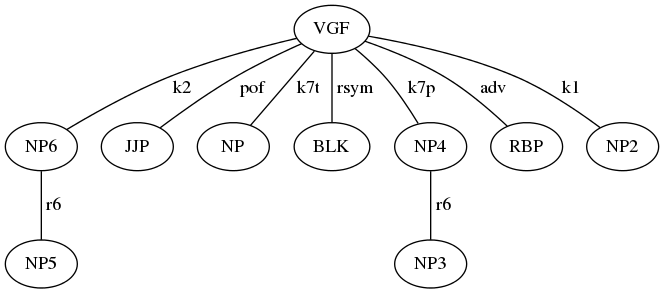 VGF
k2 pof k7t rsym k7p adv k1
NP6 JJP NP BLK NP4 RBP NP2
r6 r6
NP5 NP3